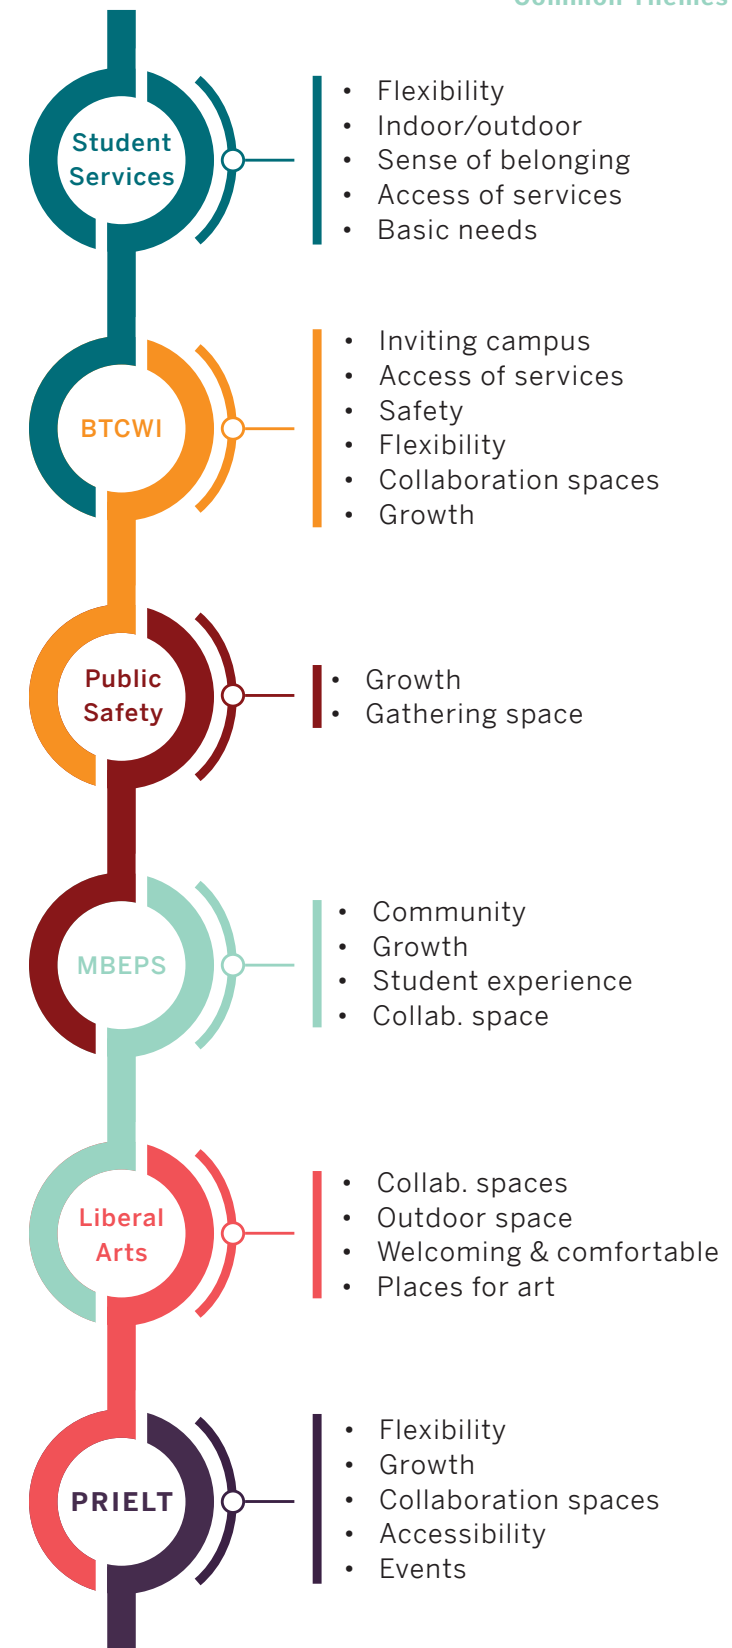 Common Themes
Student
Services
• Flexibility
• Indoor/outdoor
• Sense of belonging
• Access of services
• Basic needs
BTCWI
• Inviting campus
• Access of services
• Safety
• Flexibility
• Collaboration spaces
• Growth
Public
Safety
• Growth
• Gathering space
MBEPS
• Community
• Growth
• Student experience
• Collab. space
Liberal
Arts
• Collab. spaces
• Outdoor space
• Welcoming & comfortable
• Places for art
PRIELT
• Flexibility
• Growth
• Collaboration spaces
• Accessibility
• Events